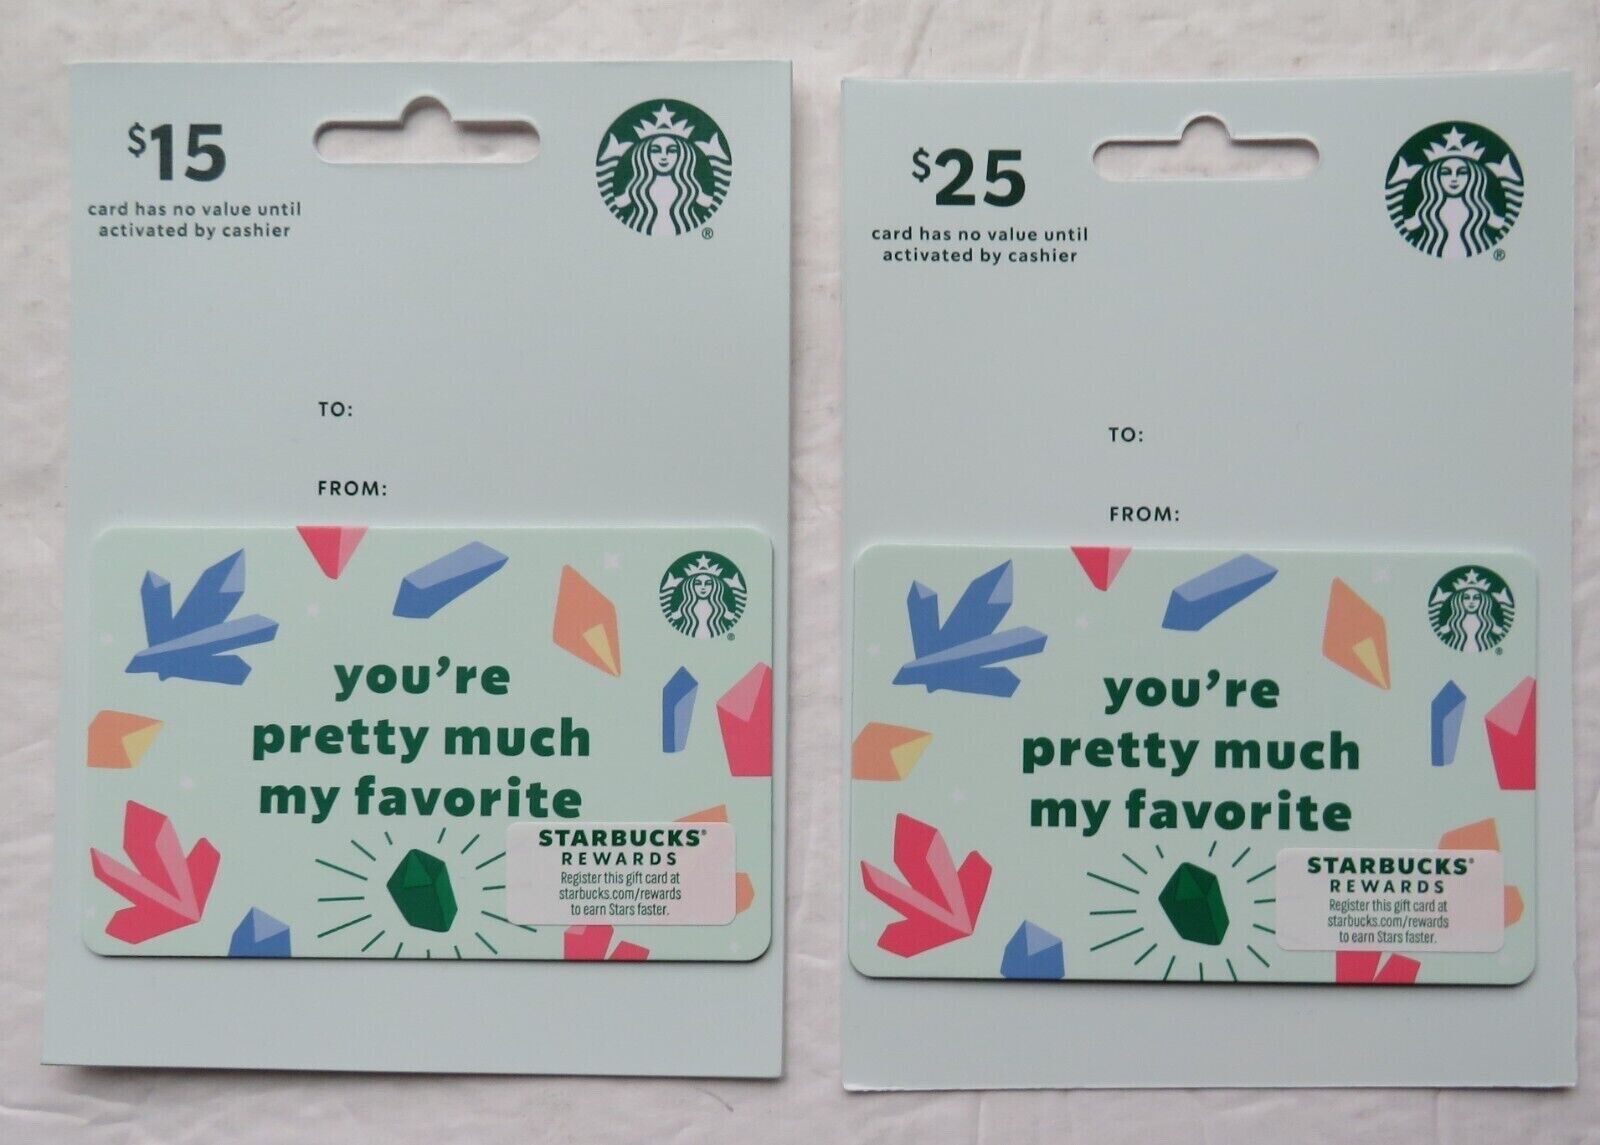 $15
card has no value until
activated by cashier
®
TO:
FROM:
®
you're
pretty much
my favorite
STARBUCKS®
REWARDS
Register this gift card at
starbucks.com/rewards
to earn Stars faster.
$25
card has no value until
activated by cashier
®
TO:
FROM:
®
you're
pretty much
my favorite
STARBUCKS®
REWARDS
Register this gift card at
starbucks.com/rewards
to earn Stars faster.